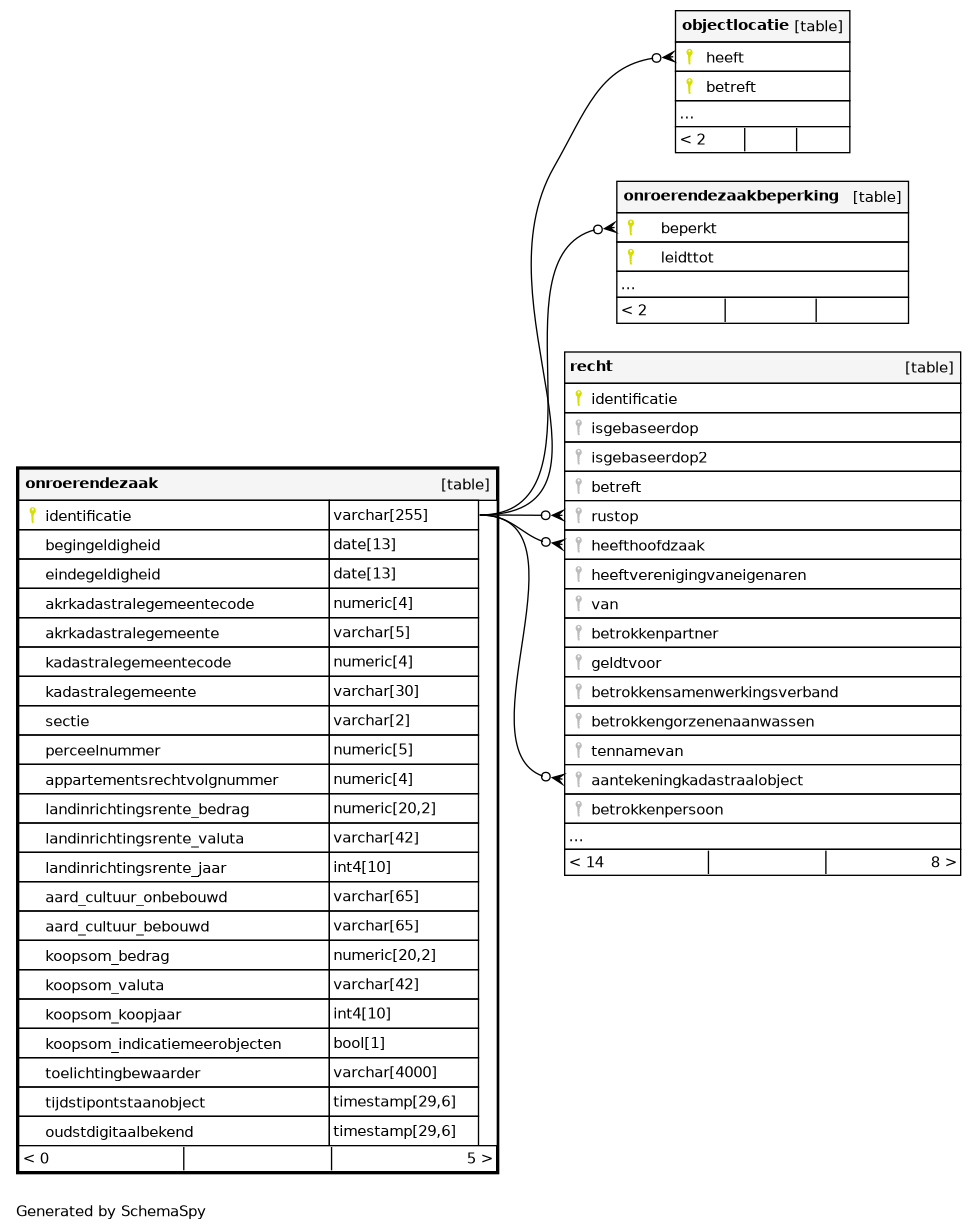 objectlocatie [table]
heeft
betreft
...
< 2
onroerendezaakbeperking [table]
beperkt
leidttot
...
< 2
recht [table]
identificatie
isgebaseerdop
isgebaseerdop2
betreft
rustop
heefthoofdzaak
heeftverenigingvaneigenaren
van
betrokkenpartner
geldtvoor
betrokkensamenwerkingsverband
betrokkengorzenenaanwassen
tennamevan
aantekeningkadastraalobject
betrokkenpersoon
...
< 14 8 >
onroerendezaak [table]
identificatie varchar[255]
begingeldigheid date[13]
eindegeldigheid date[13]
akrkadastralegemeentecode numeric[4]
akrkadastralegemeente varchar[5]
kadastralegemeentecode numeric[4]
kadastralegemeente varchar[30]
sectie varchar[2]
perceelnummer numeric[5]
appartementsrechtvolgnummer numeric[4]
landinrichtingsrente_bedrag numeric[20,2]
landinrichtingsrente_valuta varchar[42]
landinrichtingsrente_jaar int4[10]
aard_cultuur_onbebouwd varchar[65]
aard_cultuur_bebouwd varchar[65]
koopsom_bedrag numeric[20,2]
koopsom_valuta varchar[42]
koopsom_koopjaar int4[10]
koopsom_indicatiemeerobjecten bool[1]
toelichtingbewaarder varchar[4000]
tijdstipontstaanobject timestamp[29,6]
oudstdigitaalbekend timestamp[29,6]
< 0 5 >
Generated by SchemaSpy